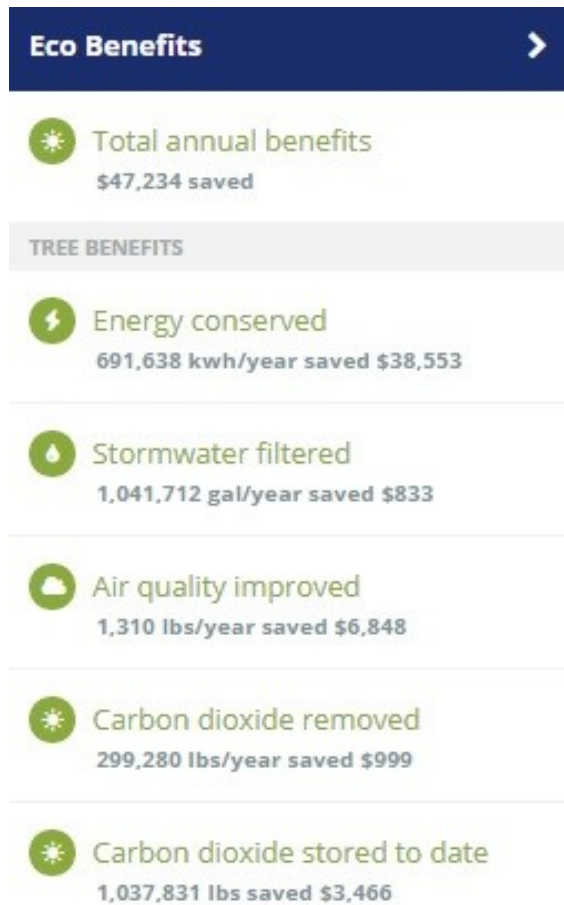 Eco Benefits
Total annual benefits
$47,234 saved
TREE BENEFITS
Energy conserved
691,638 kwh/year saved $38,553
Stormwater filtered
1,041,712 gal/year saved $833
Air quality improved
1,310 lbs/year saved $6,848
Carbon dioxide removed
299,280 lbs/year saved $999
Carbon dioxide stored to date
1,037,831 lbs saved $3,466